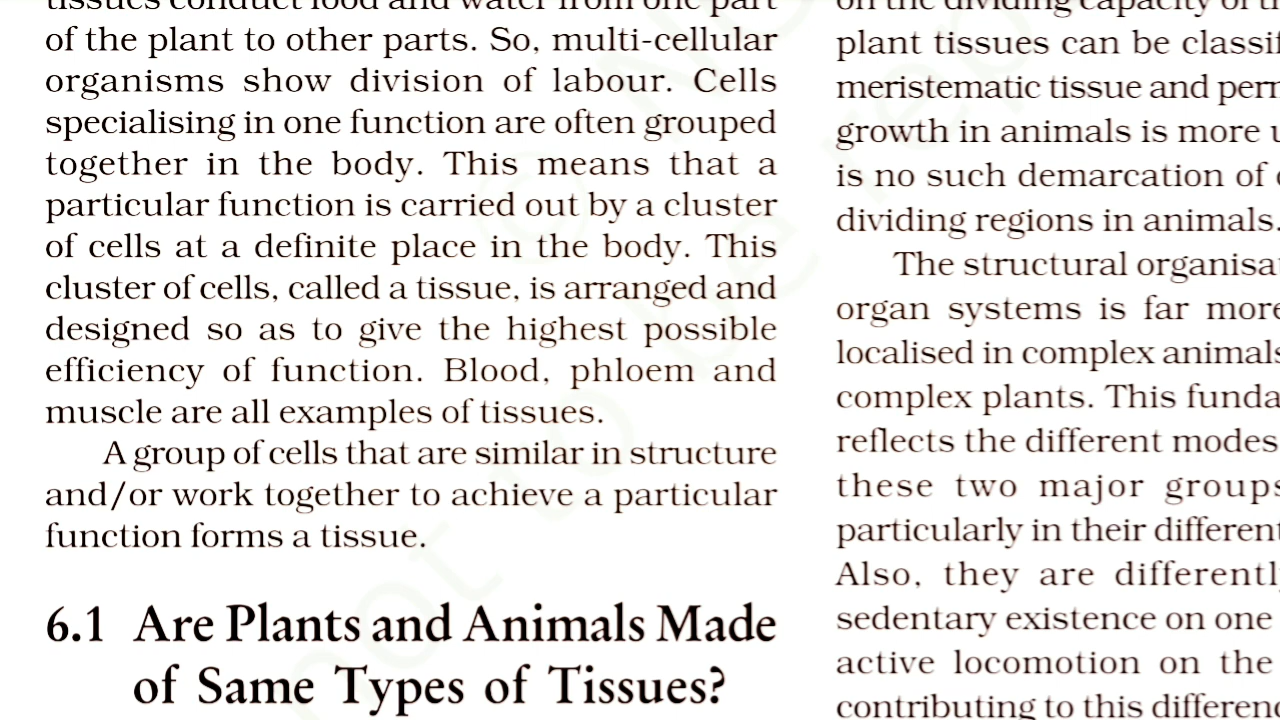 of the plant to other parts. So, multi-cellular
organisms show division of labour. Cells
specialising in one function are often grouped
together in the body. This means that a
particular function is carried out by a cluster
of cells at a definite place in the body. This
cluster of cells, called a tissue, is arranged and
designed so as to give the highest possible
efficiency of function. Blood, phloem and
muscle are all examples of tissues.
A group of cells that are similar in structure
and/or work together to achieve a particular
function forms a tissue.
6.1 Are Plants and Animals Made
of Same Types of Tissues?
plant tissues can be
meristematic tissue and
growth in animals is more
is no such demarcation of
dividing regions in animals.
The structural
organ systems is far more
localised in complex animals
complex plants. This
reflects the different modes
these two major groups
particularly in their
Also, they are
sedentary existence on one
active locomotion on the
contributing to this